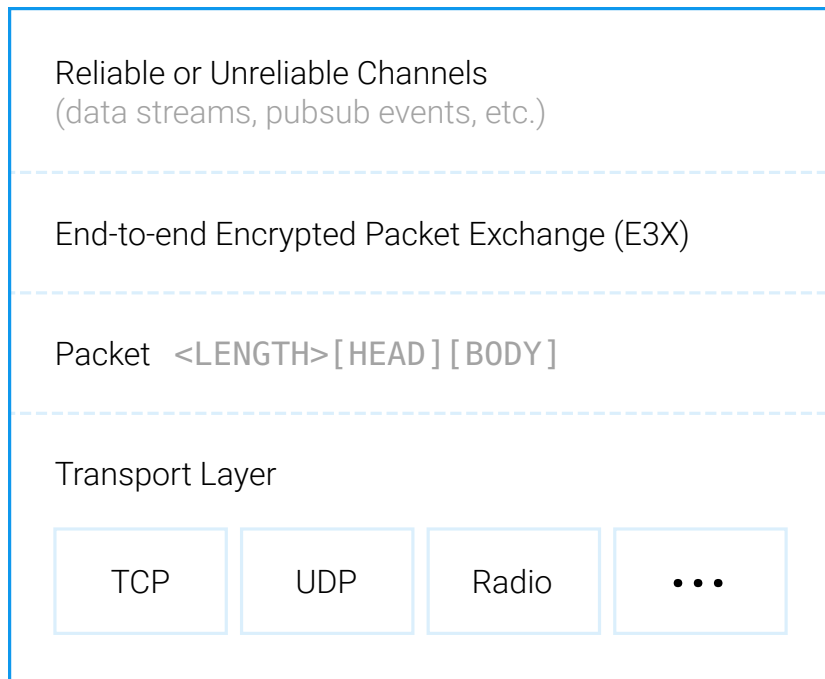 Reliable or Unreliable Channels
(data streams, pubsub events, etc.)
End-to-end Encrypted Packet Exchange (E3X)
Packet <LENGTH>[HEAD][BODY]
Transport Layer
TCP UDP Radio •••